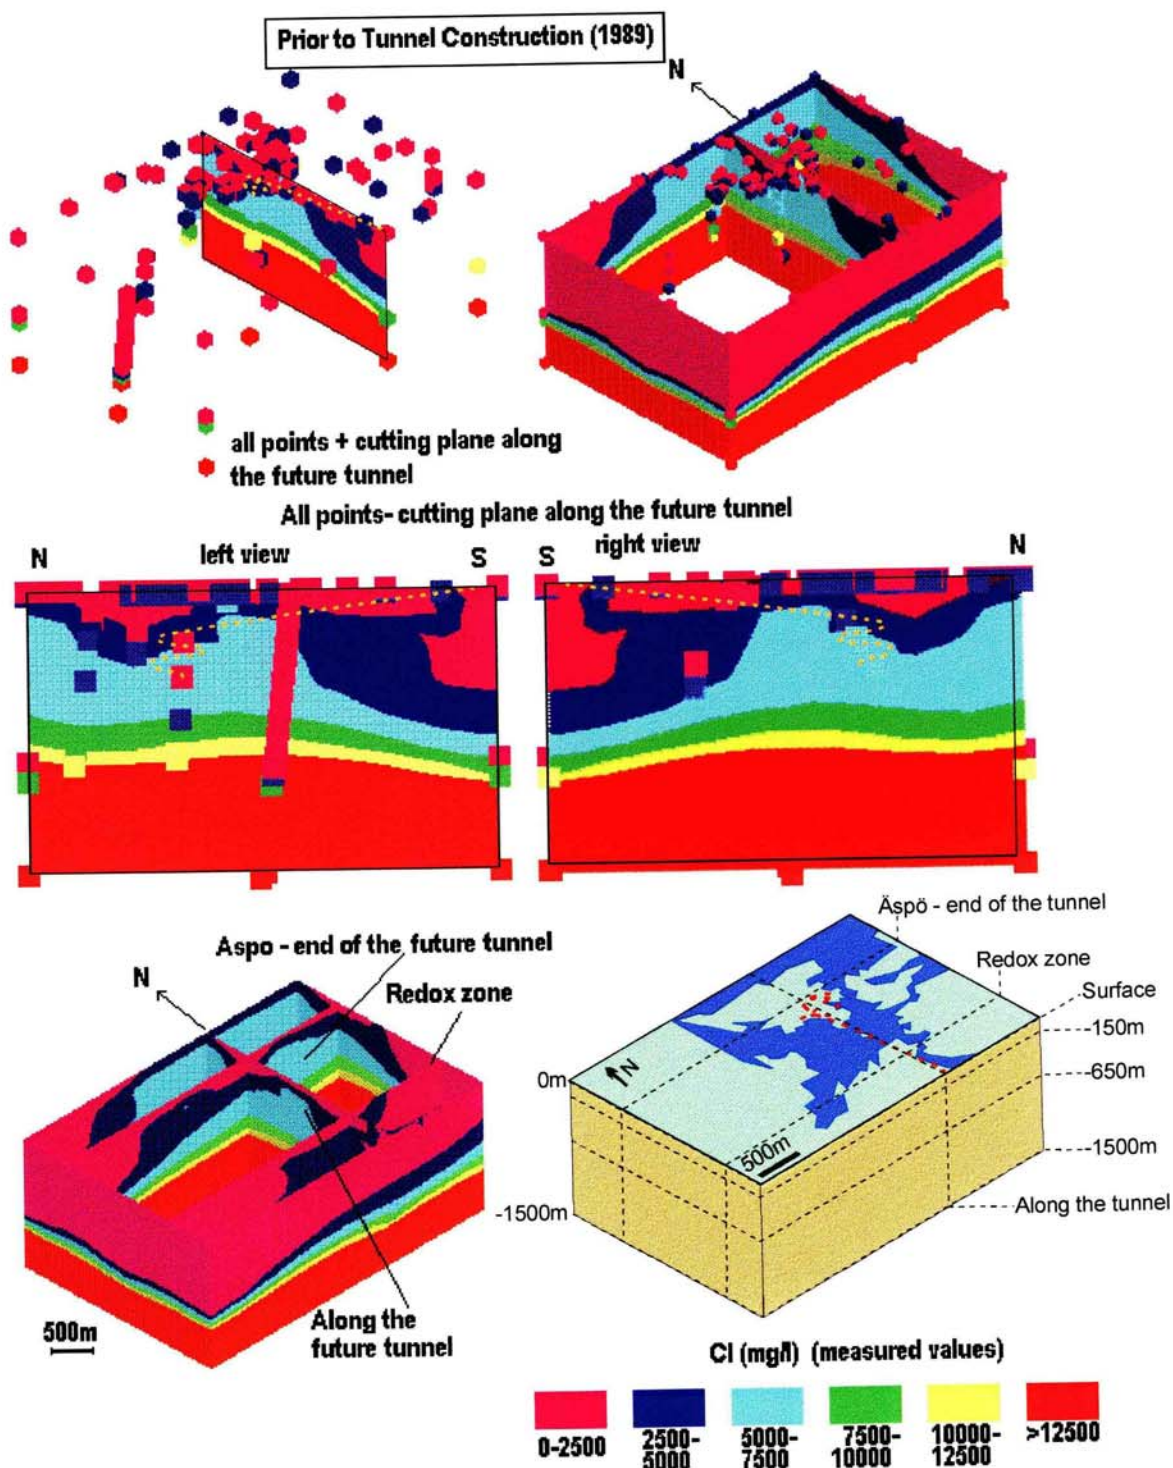 Prior to Tunnel Construction (1989)
N
all points + cutting plane along
the future tunnel
All points- cutting plane along the future tunnel
N
left view
S
S
right view
N
Aspo - end of the future tunnel
N
Redox zone
Along the
future tunnel
500m
Äspö - end of the tunnel
Redox zone
Surface
-150m
-650m
-1500m
Along the tunnel
0m
N
500m
-1500m
Cl (mg/l) (measured values)
0-2500
2500-
5000
5000-
7500
7500-
10000
10000-
12500
>12500